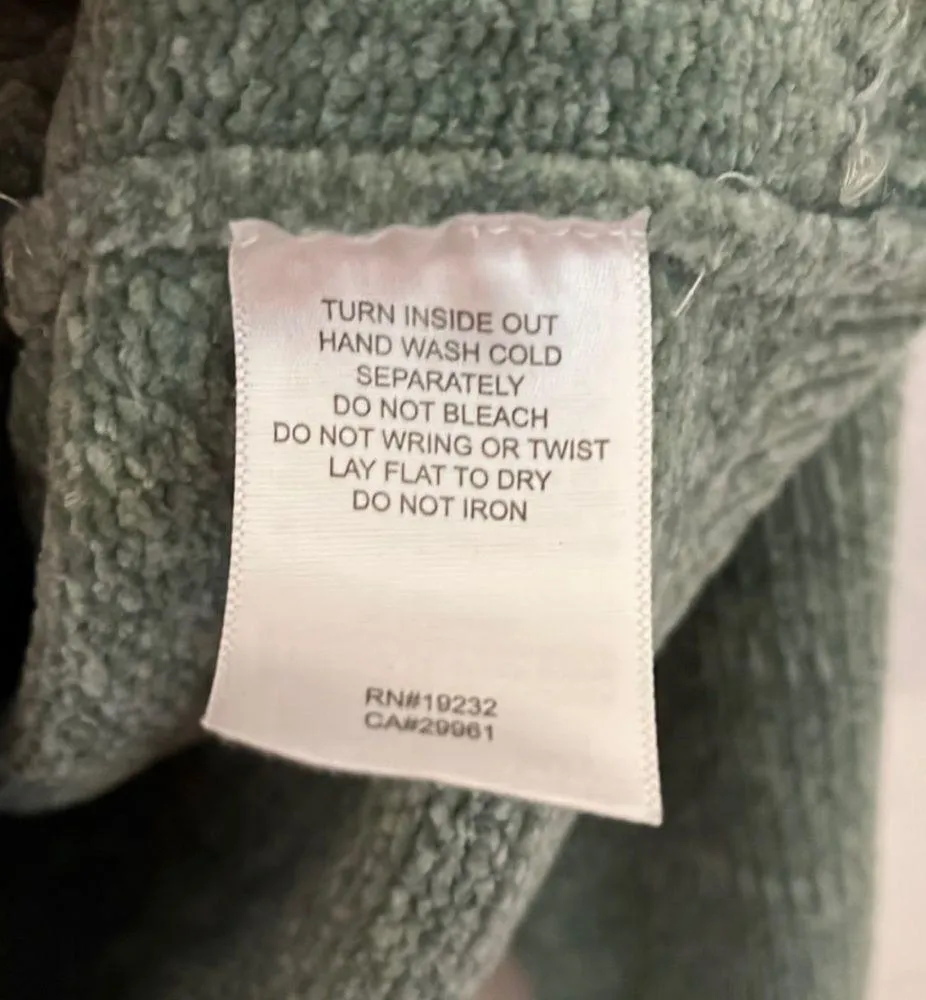 TURN INSIDE OUT
HAND WASH COLD
SEPARATELY
DO NOT BLEACH
DO NOT WRING OR TWIST
LAY FLAT TO DRY
DO NOT IRON
RN#19232
CA#29961